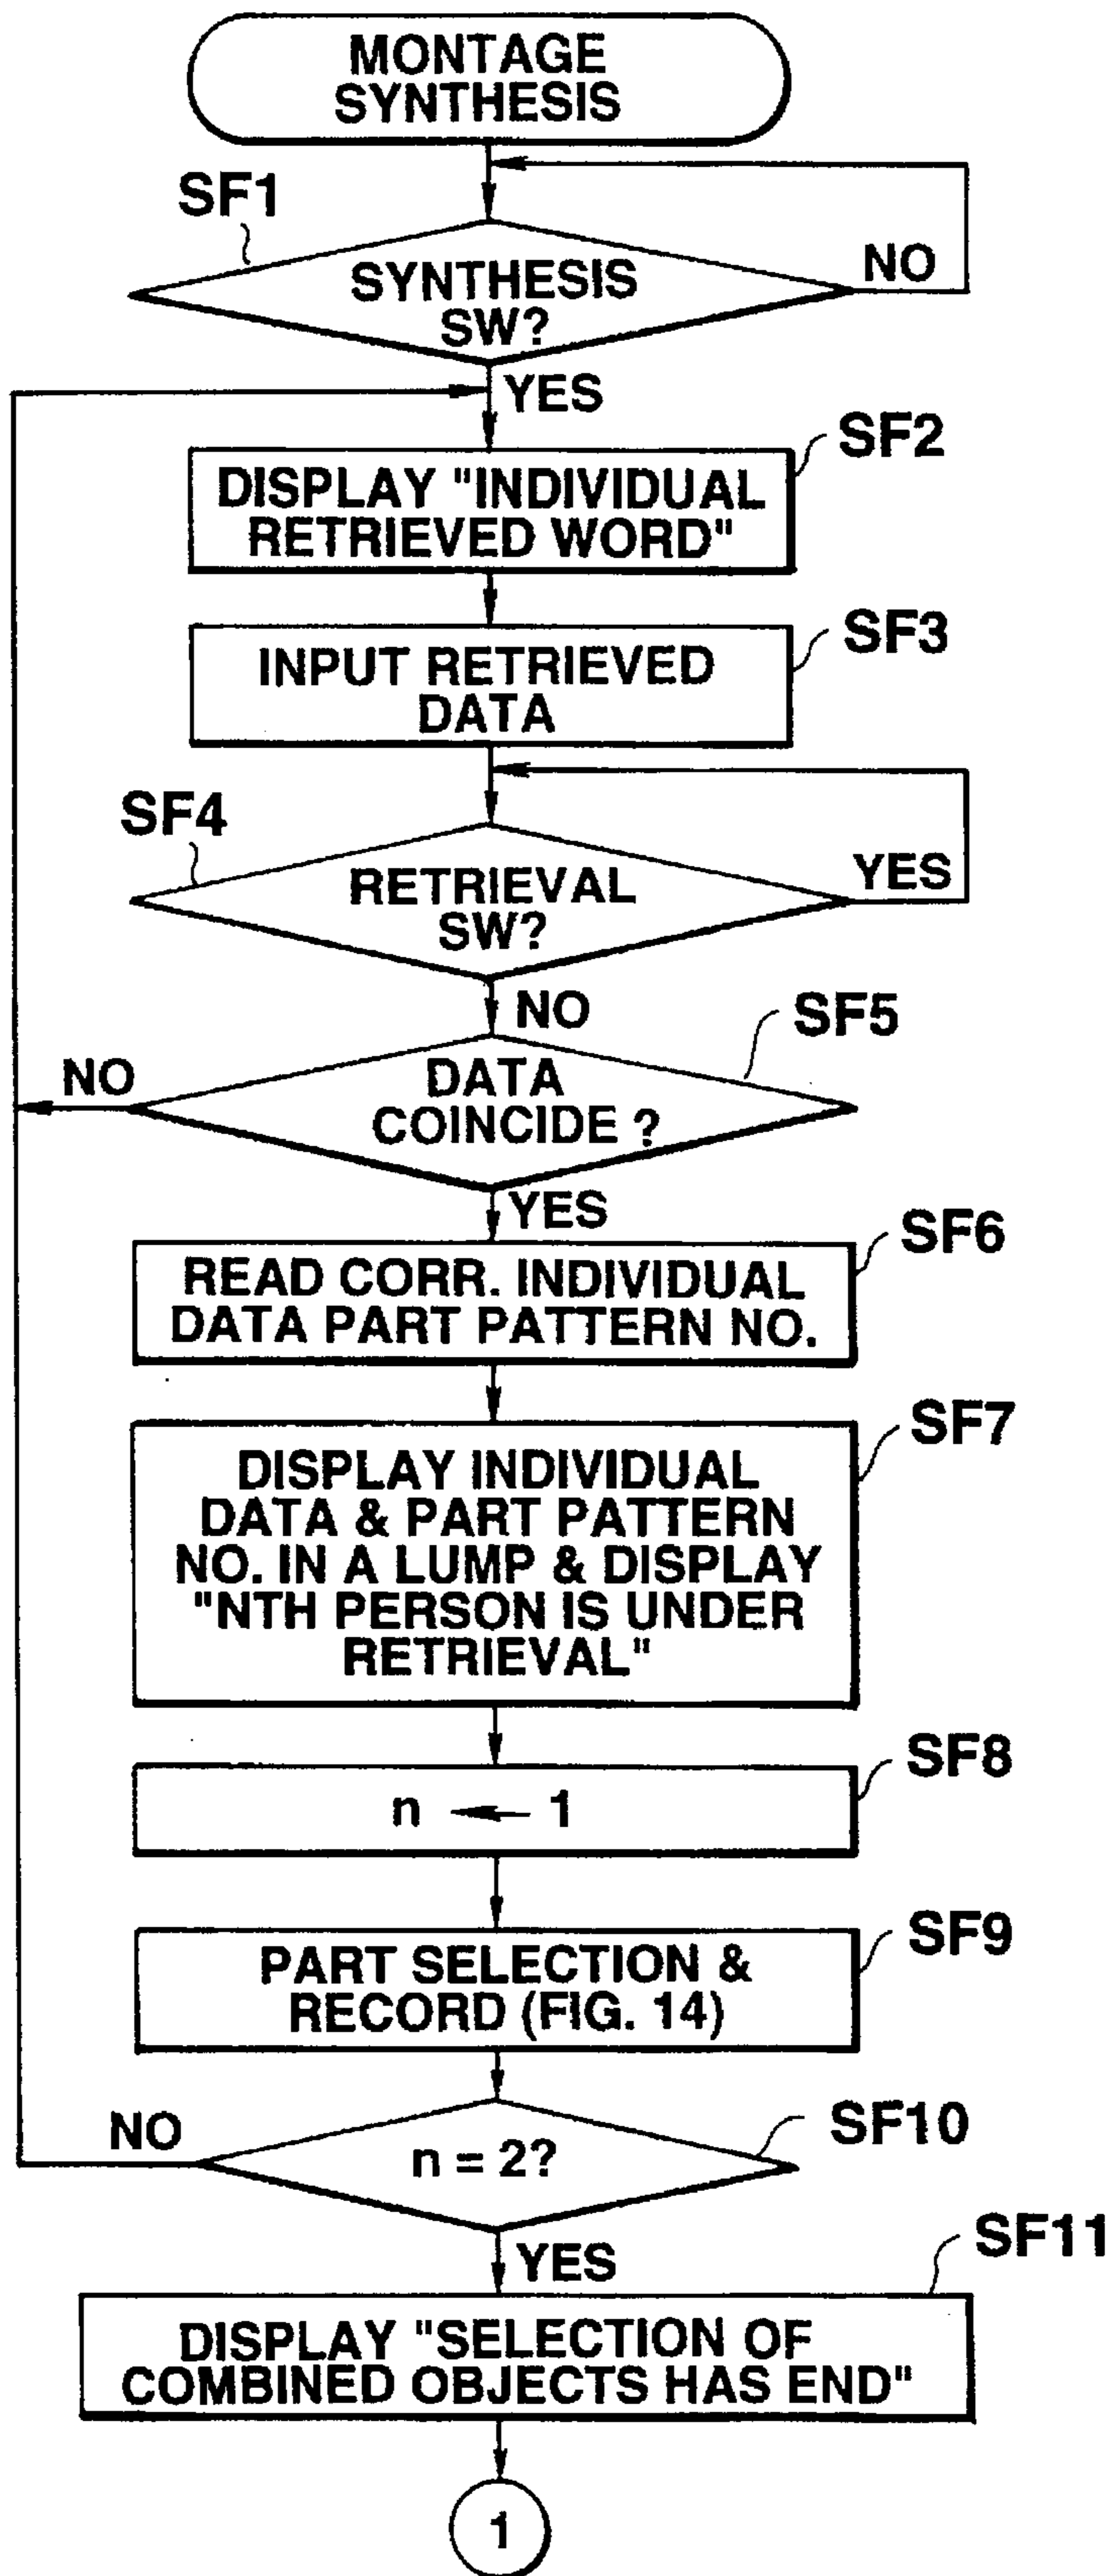 MONTAGE
SYNTHESIS
SF1
SYNTHESIS
SW?
NO
YES
SF2
DISPLAY "INDIVIDUAL
RETRIEVED WORD"
SF3
INPUT RETRIEVED
DATA
SF4
RETRIEVAL
SW?
YES
NO
SF5
DATA
COINCIDE ?
NO
YES
SF6
READ CORR. INDIVIDUAL
DATA PART PATTERN NO.
SF7
DISPLAY INDIVIDUAL
DATA & PART PATTERN
NO. IN A LUMP & DISPLAY
"NTH PERSON IS UNDER
RETRIEVAL"
SF8
n ← 1
SF9
PART SELECTION &
RECORD (FIG. 14)
SF10
n = 2?
NO
YES
SF11
DISPLAY "SELECTION OF
COMBINED OBJECTS HAS END"
1